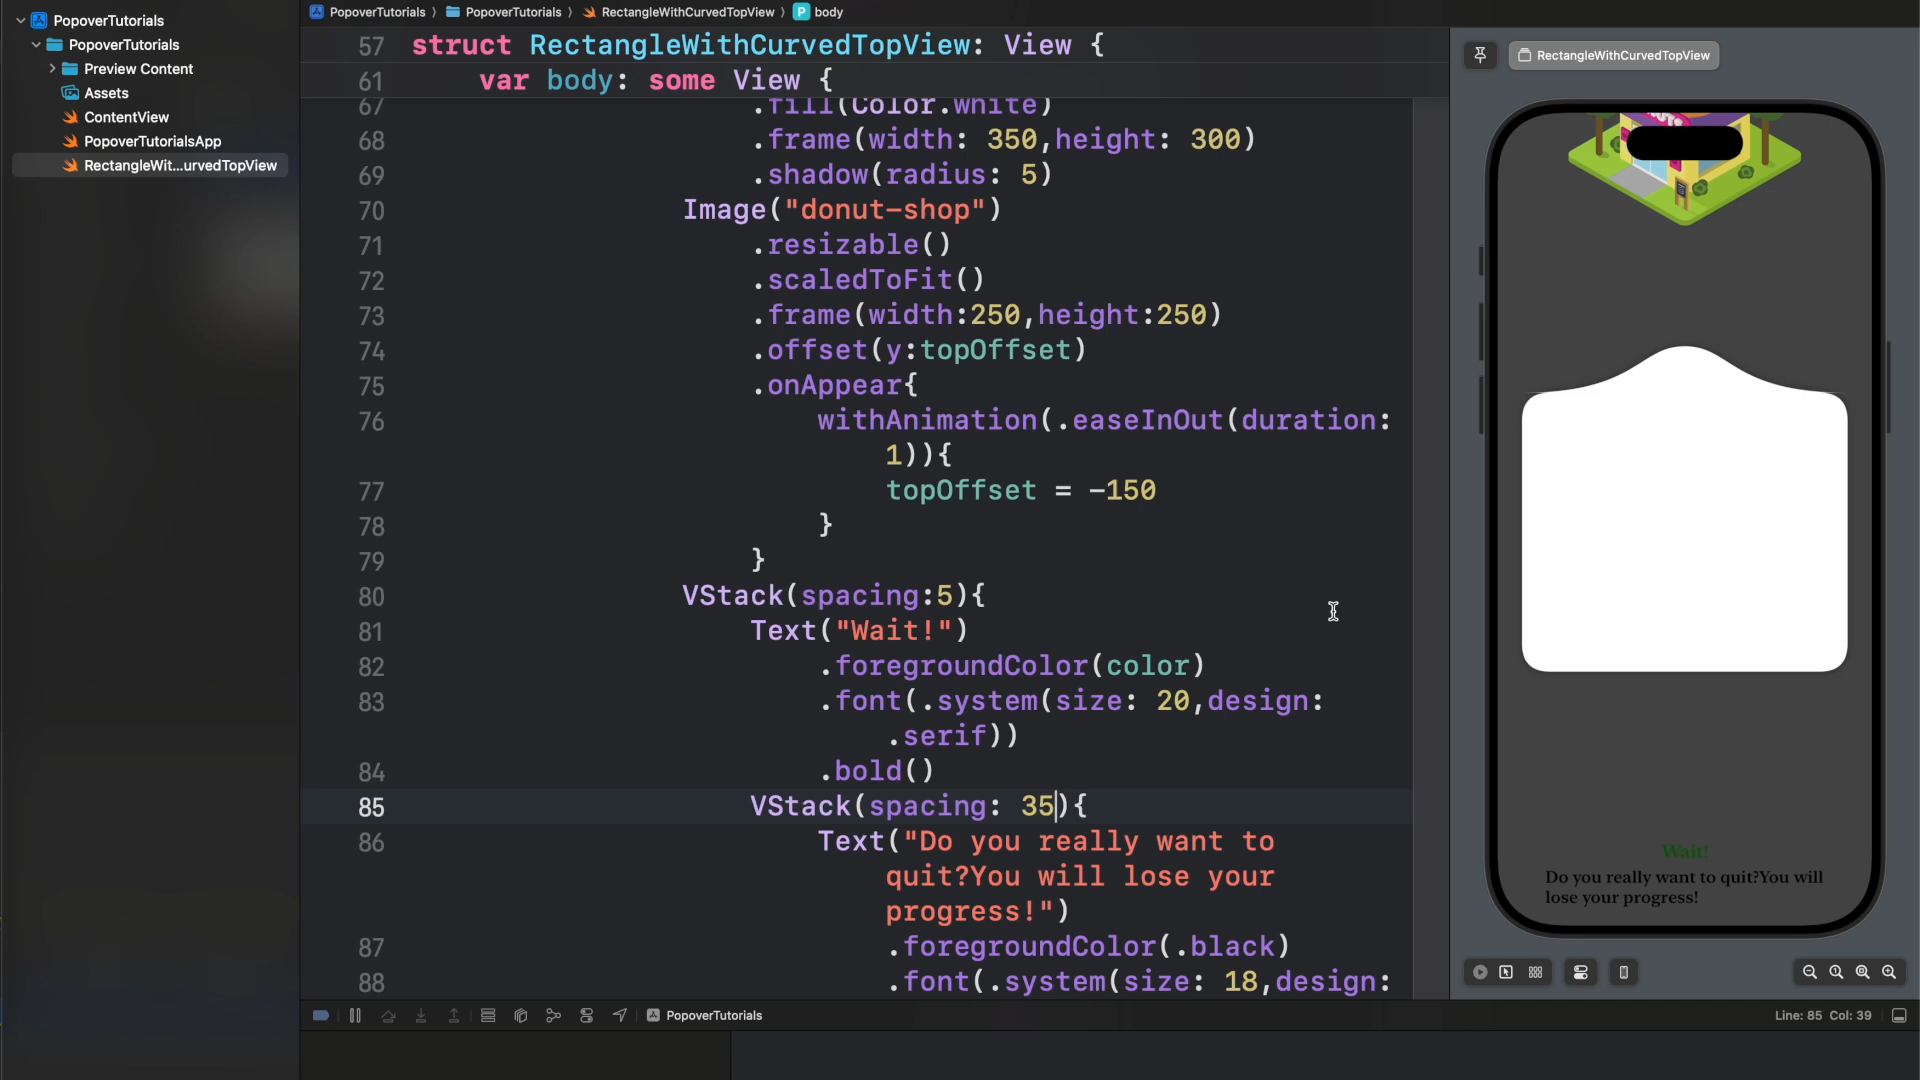 PopoverTutorials
PopoverTutorials
Preview Content
Assets
ContentView
PopoverTutorialsApp
RectangleWit...urvedTopView
PopoverTutorials 〉 PopoverTutorials 〉 RectangleWithCurvedTopView 〉 P body
57 struct RectangleWithCurvedTopView: View {
61 var body: some View {
67 .fill(Color.white)
68 .frame(width: 350,height: 300)
69 .shadow(radius: 5)
70 Image("donut-shop")
71 .resizable()
72 .scaledToFit()
73 .frame(width:250,height:250)
74 .offset(y:topOffset)
75 .onAppear{
76 withAnimation(.easeInOut(duration:
1)){
77 topOffset = -150
78 }
79 }
80 VStack(spacing:5){
81 Text("Wait!")
82 .foregroundColor(color)
83 .font(.system(size: 20,design:
.serif))
84 .bold()
85 VStack(spacing: 35){
86 Text("Do you really want to
quit?You will lose your
progress!")
87 .foregroundColor(.black)
88 .font(.system(size: 18,design:
RectangleWithCurvedTopView
Wait!
Do you really want to quit?You will
lose your progress!
PopoverTutorials
Line: 85 Col: 39